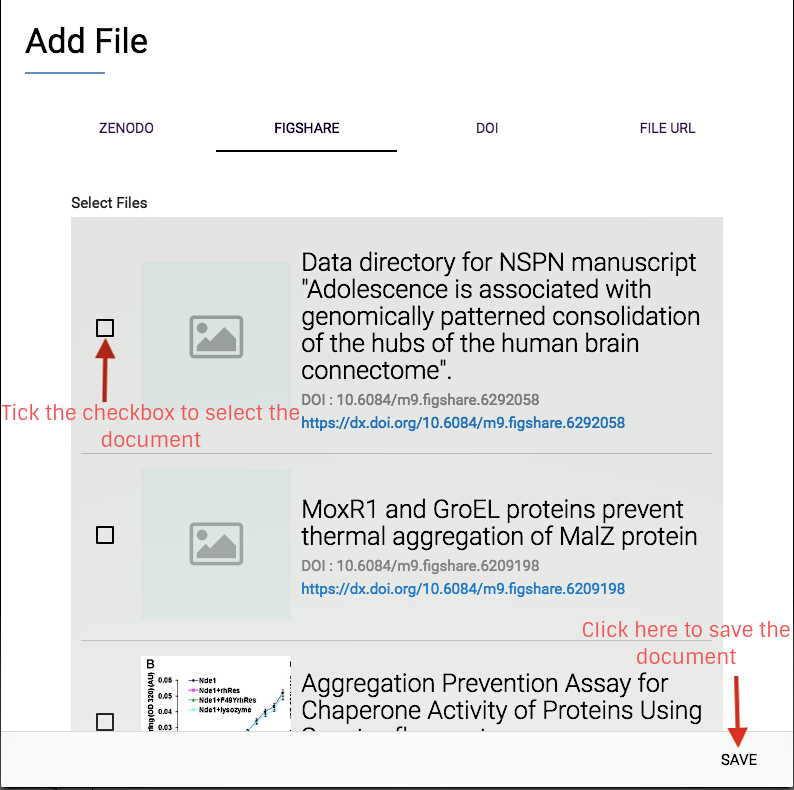 Add File
ZENODO
FIGSHARE
DOI
FILE URL
Select Files
Data directory for NSPN manuscript
"Adolescence is associated with
genomically patterned consolidation
of the hubs of the human brain
connectome".
DOI : 10.6084/m9.figshare.6292058
https://dx.doi.org/10.6084/m9.figshare.6292058
Tick the checkbox to select the
document
MoxR1 and GroEL proteins prevent
thermal aggregation of MalZ protein
DOI : 10.6084/m9.figshare.6209198
https://dx.doi.org/10.6084/m9.figshare.6209198
Click here to save the
document
B
0.06
0.05
0.04
0.03
ring(OD 320)(AU)
Nde1
Nde1+rhRes
Nde1+F49YrhRes
Nde1+lysozyme
Aggregation Prevention Assay for
Chaperone Activity of Proteins Using
SAVE